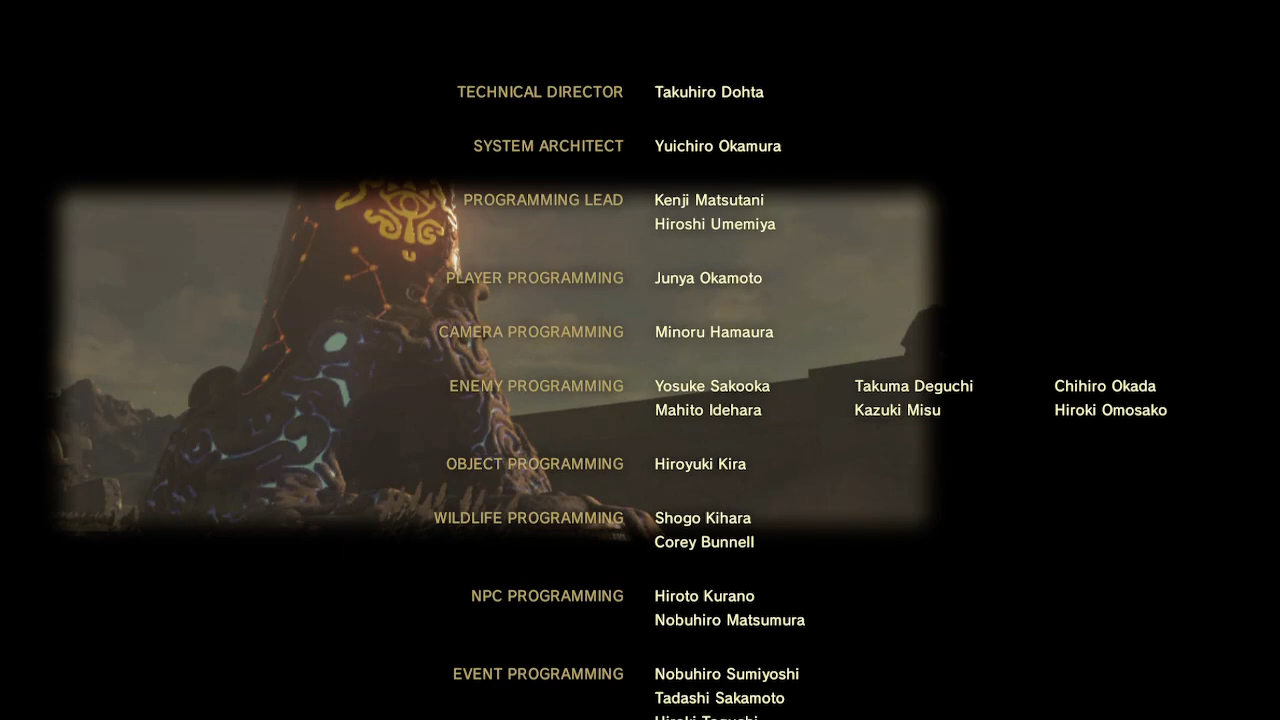 TECHNICAL DIRECTOR Takuhiro Dohta
SYSTEM ARCHITECT Yuichiro Okamura
PROGRAMMING LEAD Kenji Matsutani
Hiroshi Umemiya
PLAYER PROGRAMMING Junya Okamoto
CAMERA PROGRAMMING Minoru Hamaura
ENEMY PROGRAMMING Yosuke Sakooka Takuma Deguchi Chihiro Okada
Mahito Idehara Kazuki Misu Hiroki Omosako
OBJECT PROGRAMMING Hiroyuki Kira
WILDLIFE PROGRAMMING Shogo Kihara
Corey Bunnell
NPC PROGRAMMING Hiroto Kurano
Nobuhiro Matsumura
EVENT PROGRAMMING Nobuhiro Sumiyoshi
Tadashi Sakamoto